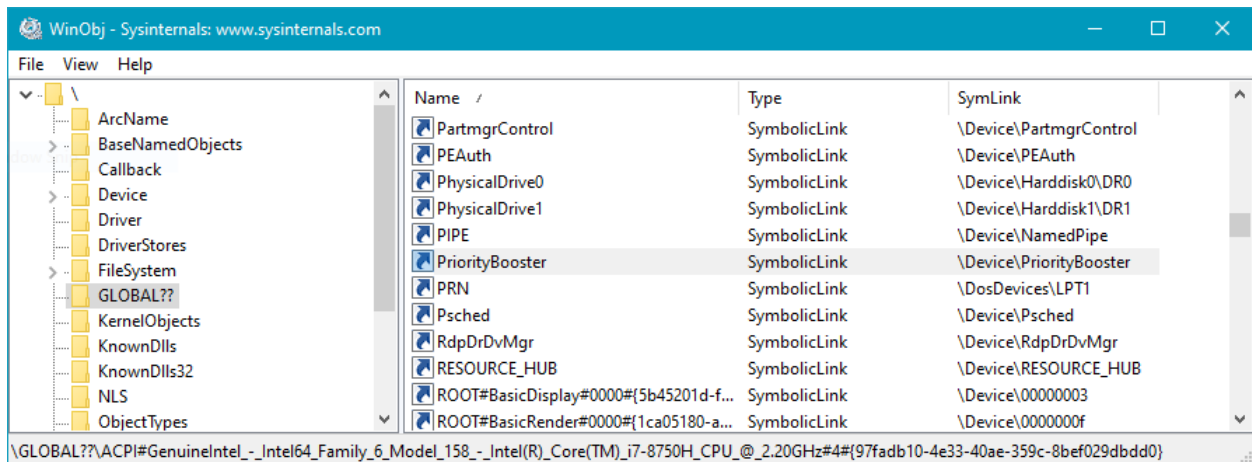 WinObj - Sysinternals: www.sysinternals.com
File View Help
\
ArcName
BaseNamedObjects
Callback
Device
Driver
DriverStores
FileSystem
GLOBAL??
KernelObjects
KnownDlls
KnownDlls32
NLS
ObjectTypes
Name Type SymLink
PartmgrControl SymbolicLink \Device\PartmgrControl
PEAuth SymbolicLink \Device\PEAuth
PhysicalDrive0 SymbolicLink \Device\Harddisk0\DR0
PhysicalDrive1 SymbolicLink \Device\Harddisk1\DR1
PIPE SymbolicLink \Device\NamedPipe
PriorityBooster SymbolicLink \Device\PriorityBooster
PRN SymbolicLink \DosDevices\LPT1
Psched SymbolicLink \Device\Psched
RdpDrDvMgr SymbolicLink \Device\RdpDrDvMgr
RESOURCE_HUB SymbolicLink \Device\RESOURCE_HUB
ROOT#BasicDisplay#0000#{5b45201d-f... SymbolicLink \Device\00000003
ROOT#BasicRender#0000#{1ca05180-a... SymbolicLink \Device\0000000f
\GLOBAL??\ACPI#GenuineIntel_-_Intel64_Family_6_Model_158_-_Intel(R)_Core(TM)_i7-8750H_CPU_@_2.20GHz#4#{97fadb10-4e33-40ae-359c-8bef029dbdd0}